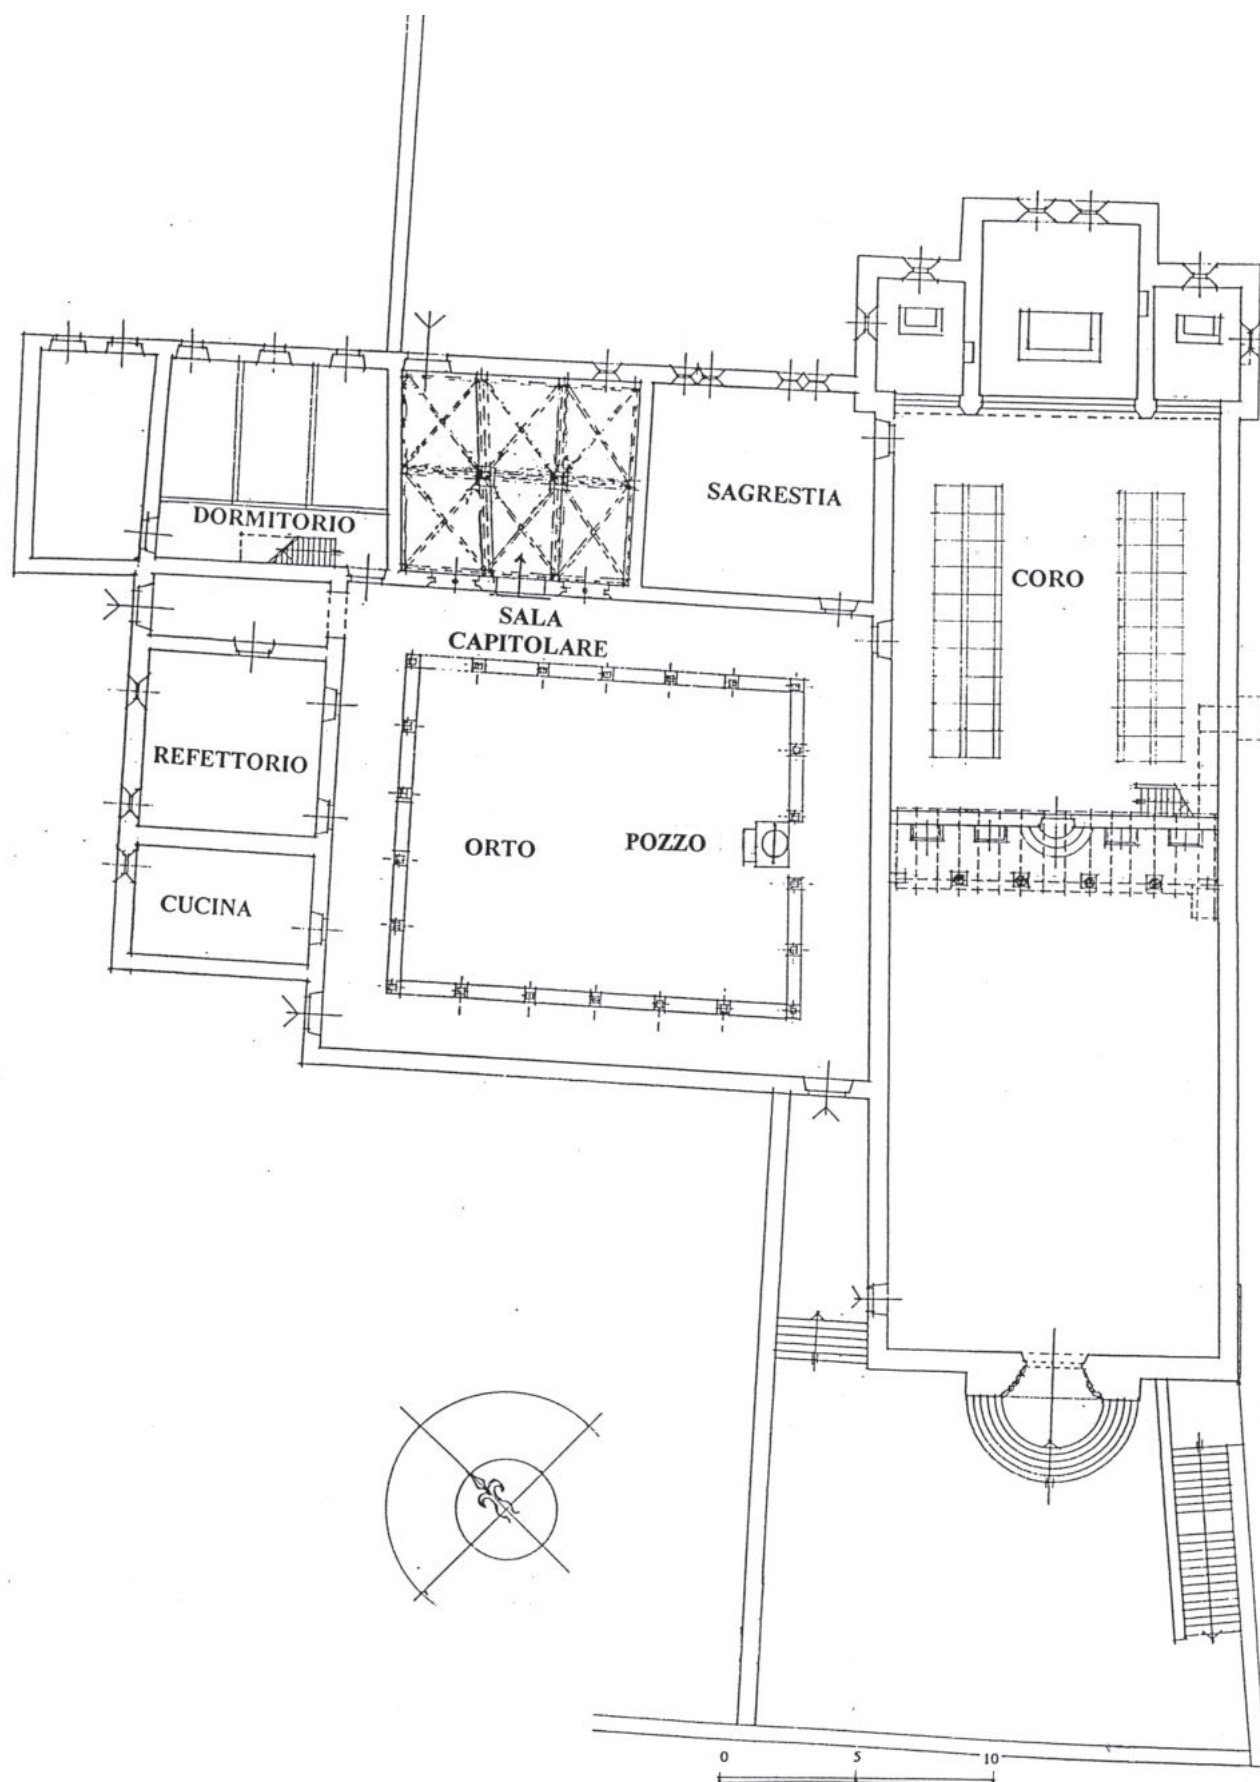 SAGRESTIA
DORMITORIO
CORO
SALA
CAPITOLARE
REFETTORIO
ORTO
POZZO
CUCINA
0 5 10